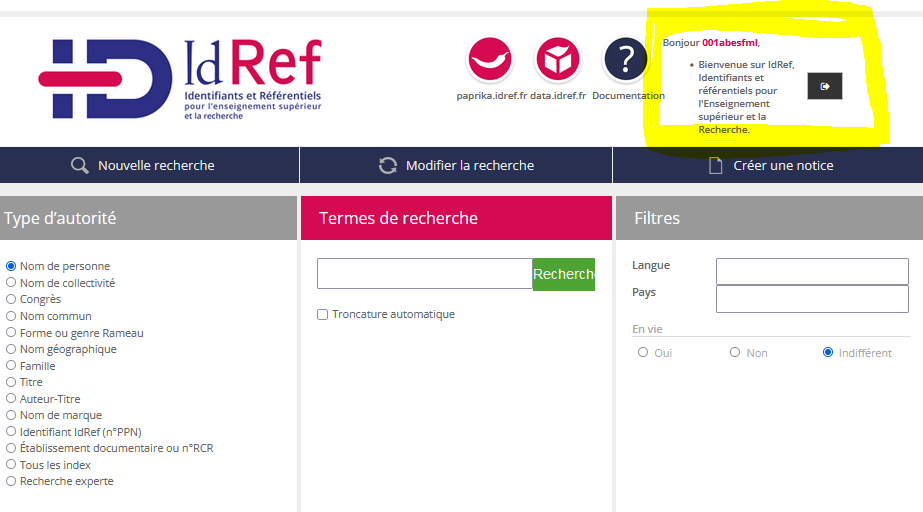 IdRef
Identifiants et Référentiels
pour l'enseignement supérieur
et la recherche
paprika.idref.fr
data.idref.fr
?
Documentation
Bonjour 001abesfml,
Bienvenue sur IdRef,
Identifiants et
référentiels pour
l'Enseignement
supérieur et la
Recherche.
Nouvelle recherche
Modifier la recherche
Créer une notice
Type d'autorité
Nom de personne
Nom de collectivité
Congrès
Nom commun
Forme ou genre Rameau
Nom géographique
Famille
Titre
Auteur-Titre
Nom de marque
Identifiant IdRef (n°PPN)
Établissement documentaire ou n°RCR
Tous les index
Recherche experte
Termes de recherche
Recherche
Troncature automatique
Filtres
Langue
Pays
En vie
Oui
Non
Indifférent